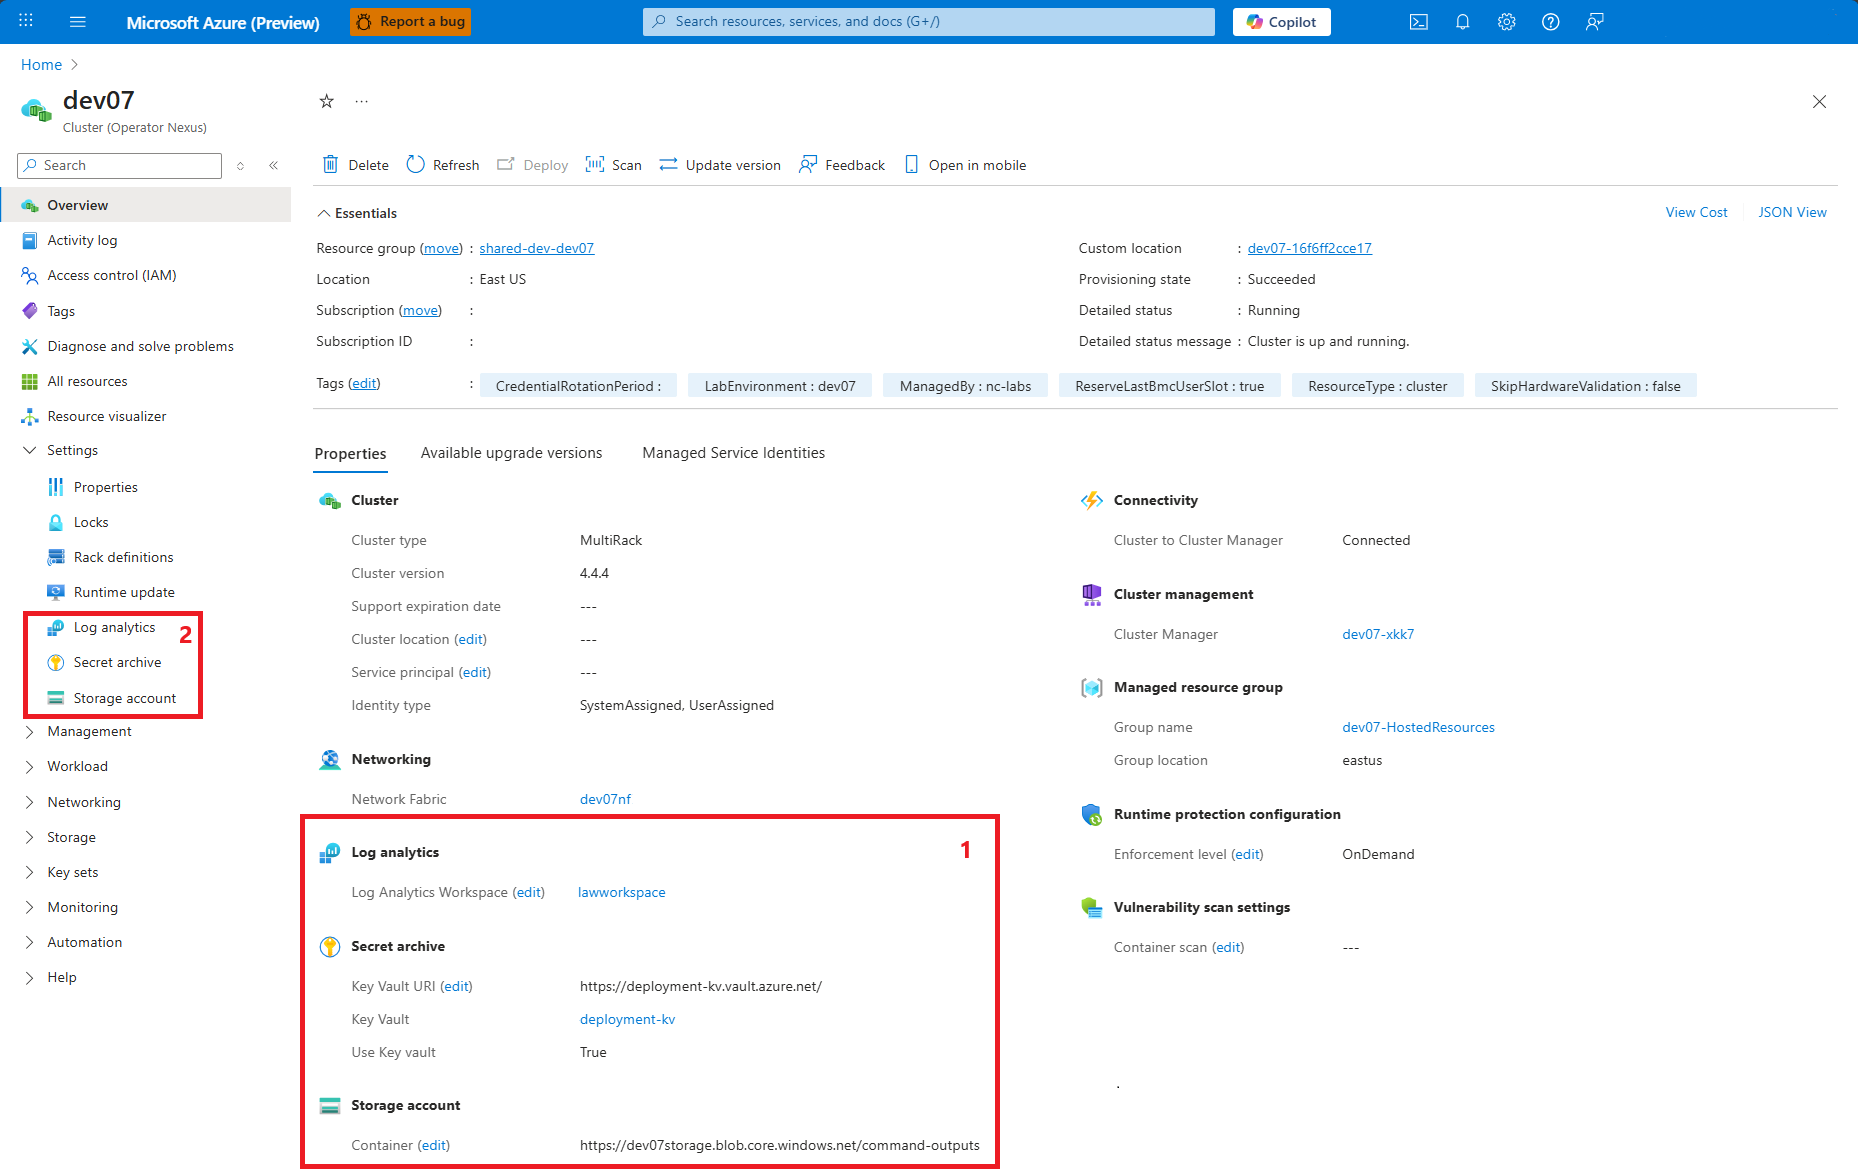 Microsoft Azure (Preview)
Report a bug
Search resources, services, and docs (G+/)
Copilot
Home
dev07
Cluster (Operator Nexus)
Search
Overview
Activity log
Access control (IAM)
Tags
Diagnose and solve problems
All resources
Resource visualizer
Settings
Properties
Locks
Rack definitions
Runtime update
Log analytics
2
Secret archive
Storage account
Management
Workload
Networking
Storage
Key sets
Monitoring
Automation
Help
Delete
Refresh
Deploy
Scan
Update version
Feedback
Open in mobile
Essentials
View Cost
JSON View
Resource group (move) : shared-dev-dev07
Location : East US
Subscription (move) :
Subscription ID :
Custom location : dev07-16f6ff2cce17
Provisioning state : Succeeded
Detailed status : Running
Detailed status message : Cluster is up and running.
Tags (edit) : CredentialRotationPeriod : LabEnvironment : dev07 ManagedBy : nc-labs ReserveLastBmcUserSlot : true ResourceType : cluster SkipHardwareValidation : false
Properties
Available upgrade versions
Managed Service Identities
Cluster
Cluster type MultiRack
Cluster version 4.4.4
Support expiration date ---
Cluster location (edit) ---
Service principal (edit) ---
Identity type SystemAssigned, UserAssigned
Networking
Network Fabric dev07nf
1
Log analytics
Log Analytics Workspace (edit) lawworkspace
Secret archive
Key Vault URI (edit) https://deployment-kv.vault.azure.net/
Key Vault deployment-kv
Use Key vault True
Storage account
Container (edit) https://dev07storage.blob.core.windows.net/command-outputs
Connectivity
Cluster to Cluster Manager Connected
Cluster management
Cluster Manager dev07-xkk7
Managed resource group
Group name dev07-HostedResources
Group location eastus
Runtime protection configuration
Enforcement level (edit) OnDemand
Vulnerability scan settings
Container scan (edit) ---
.